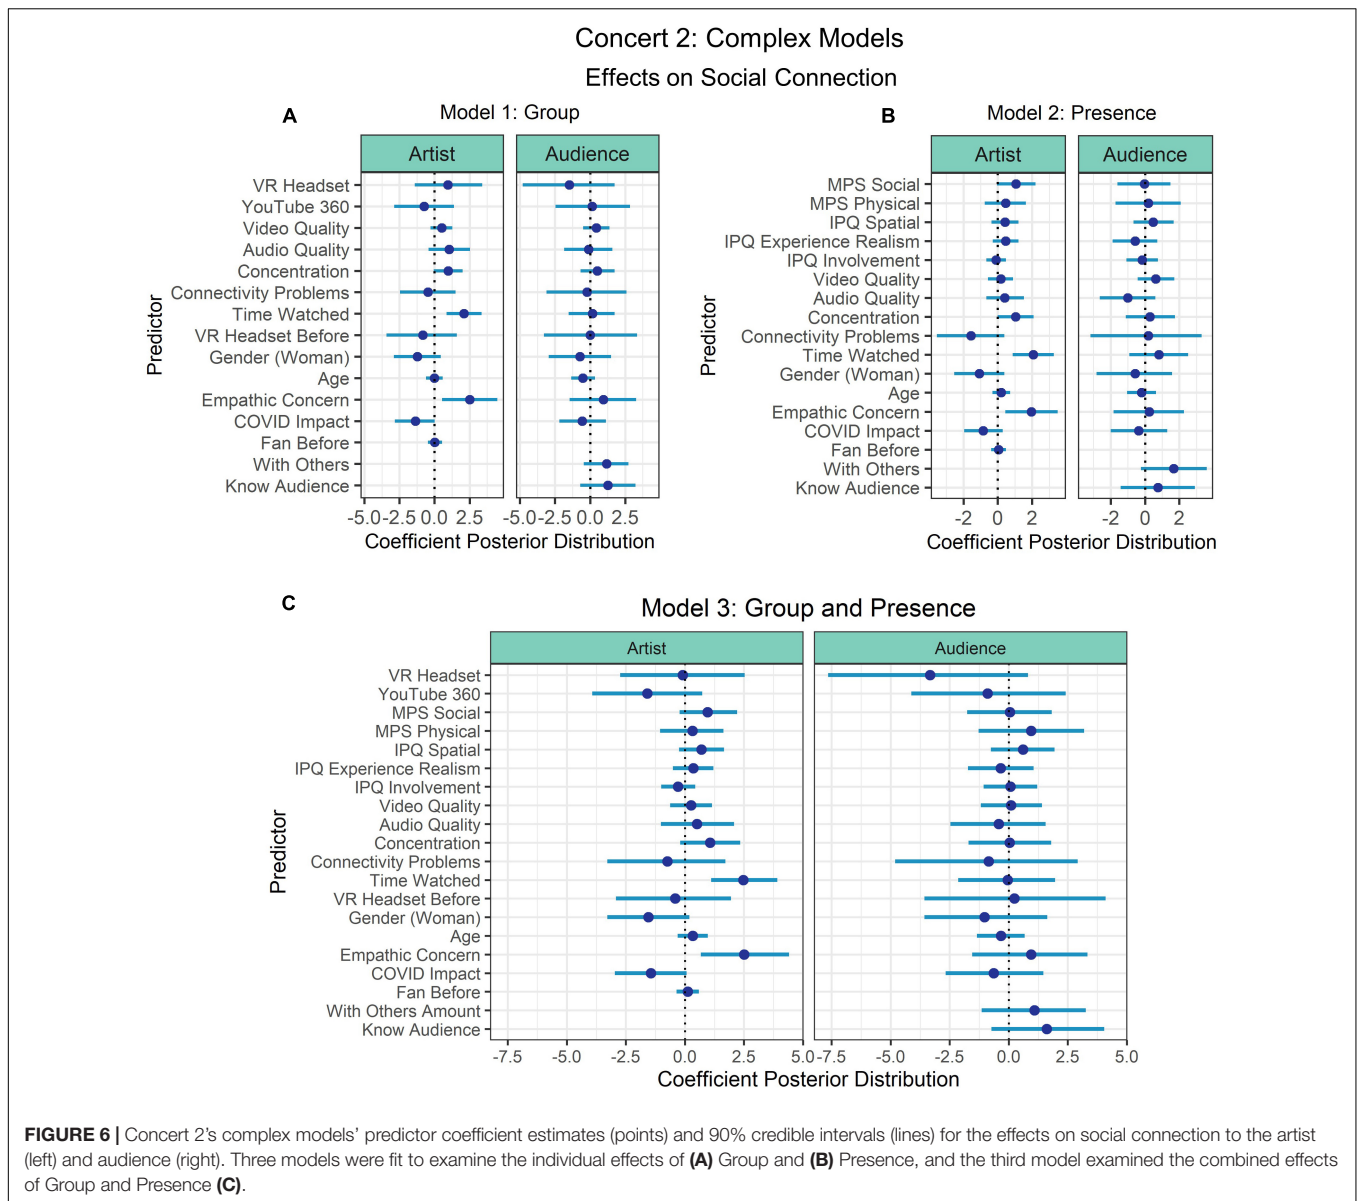 Concert 2: Complex Models
Effects on Social Connection
A
Model 1: Group
Artist
Audience
VR Headset
YouTube 360
Video Quality
Audio Quality
Concentration
Connectivity Problems
Time Watched
VR Headset Before
Gender (Woman)
Age
Empathic Concern
COVID Impact
Fan Before
With Others
Know Audience
Predictor
-5.0 -2.5 0.0 2.5
-5.0 -2.5 0.0 2.5
Coefficient Posterior Distribution
B
Model 2: Presence
Artist
Audience
MPS Social
MPS Physical
IPQ Spatial
IPQ Experience Realism
IPQ Involvement
Video Quality
Audio Quality
Concentration
Connectivity Problems
Time Watched
Gender (Woman)
Age
Empathic Concern
COVID Impact
Fan Before
With Others
Know Audience
Predictor
-2 0 2
-2 0 2
Coefficient Posterior Distribution
C
Model 3: Group and Presence
Artist
Audience
VR Headset
YouTube 360
MPS Social
MPS Physical
IPQ Spatial
IPQ Experience Realism
IPQ Involvement
Video Quality
Audio Quality
Concentration
Connectivity Problems
Time Watched
VR Headset Before
Gender (Woman)
Age
Empathic Concern
COVID Impact
Fan Before
With Others Amount
Know Audience
Predictor
-7.5 -5.0 -2.5 0.0 2.5 5.0
-7.5 -5.0 -2.5 0.0 2.5 5.0
Coefficient Posterior Distribution
FIGURE 6 | Concert 2's complex models' predictor coefficient estimates (points) and 90% credible intervals (lines) for the effects on social connection to the artist
(left) and audience (right). Three models were fit to examine the individual effects of (A) Group and (B) Presence, and the third model examined the combined effects
of Group and Presence (C).